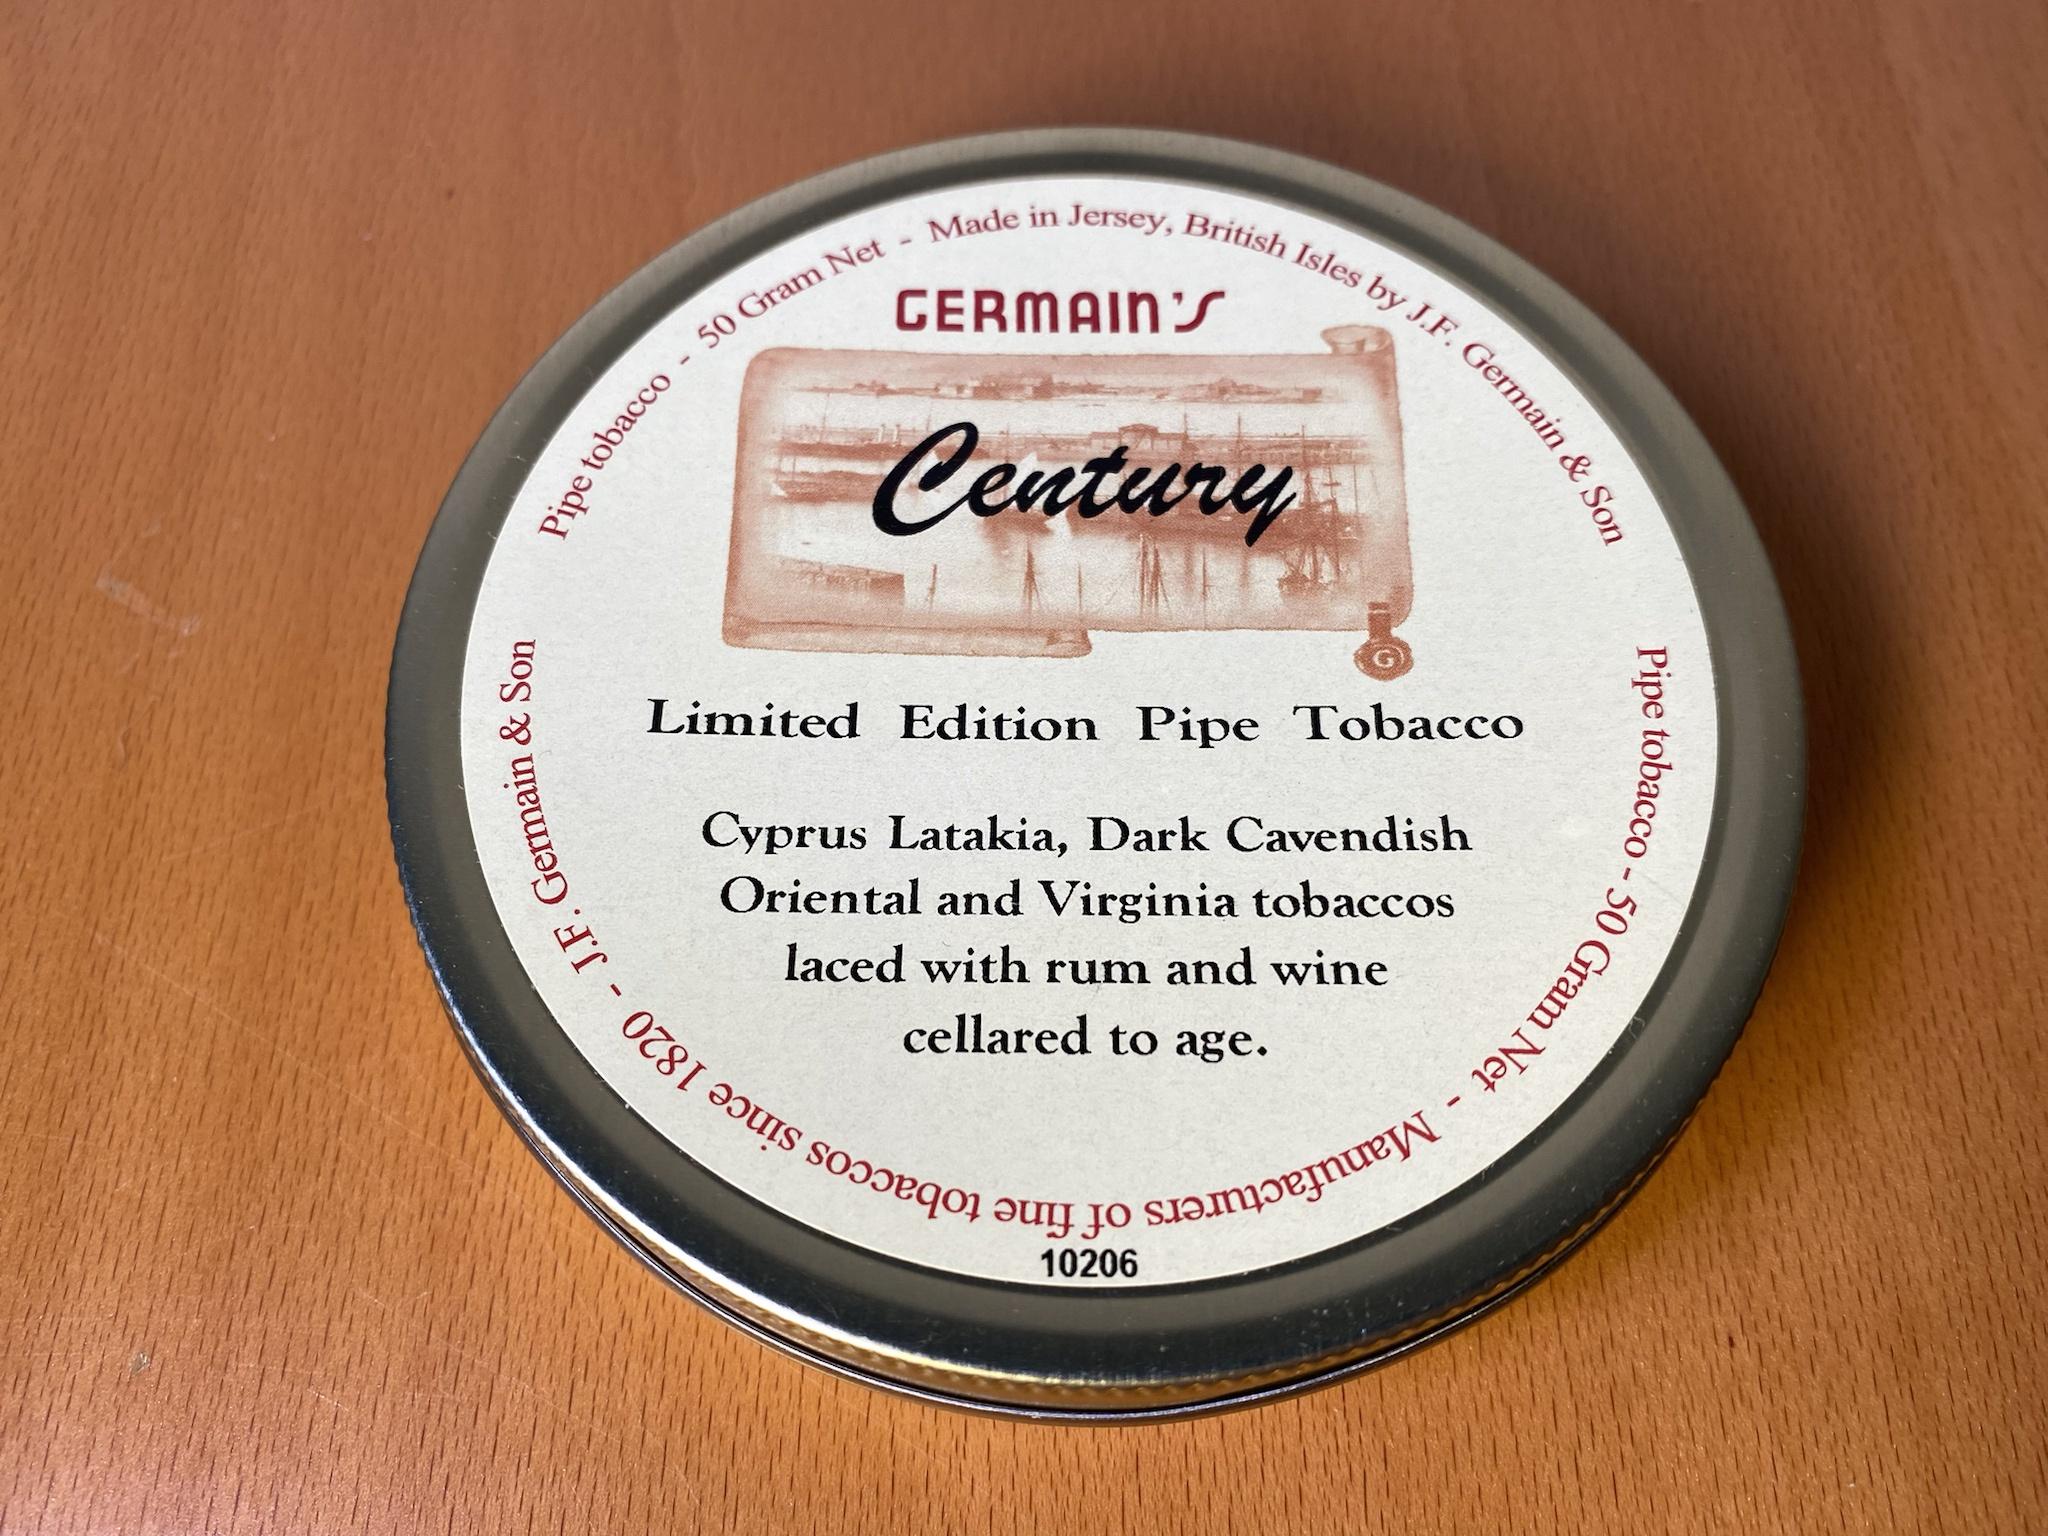 Pipe tobacco - 50 Gram Net - Made in Jersey, British Isles by J.F. Germain & Son
GERMAIN'S
Century
G
Limited Edition Pipe Tobacco
Cyprus Latakia, Dark Cavendish
Oriental and Virginia tobaccos
laced with rum and wine
cellared to age.
Pipe tobacco - 50 Gram Net - Manufacturers of fine tobaccos since 1820 - J.F. Germain & Son
10206